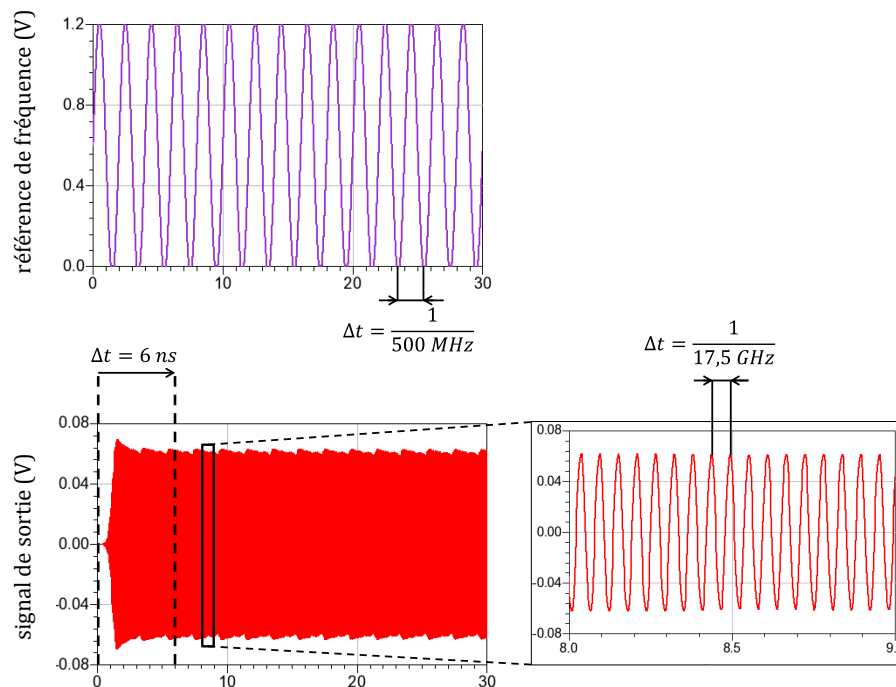 référence de fréquence (V)
1.2
0.8
0.4
0.0
0 10 20 30
Δt = 1 / 500 MHz
Δt = 1 / 17,5 GHz
Δt = 6 ns
signal de sortie (V)
0.08
0.04
0.00
-0.04
-0.08
0 10 20 30
0.08
0.04
0.00
-0.04
-0.08
8.0 8.5 9.